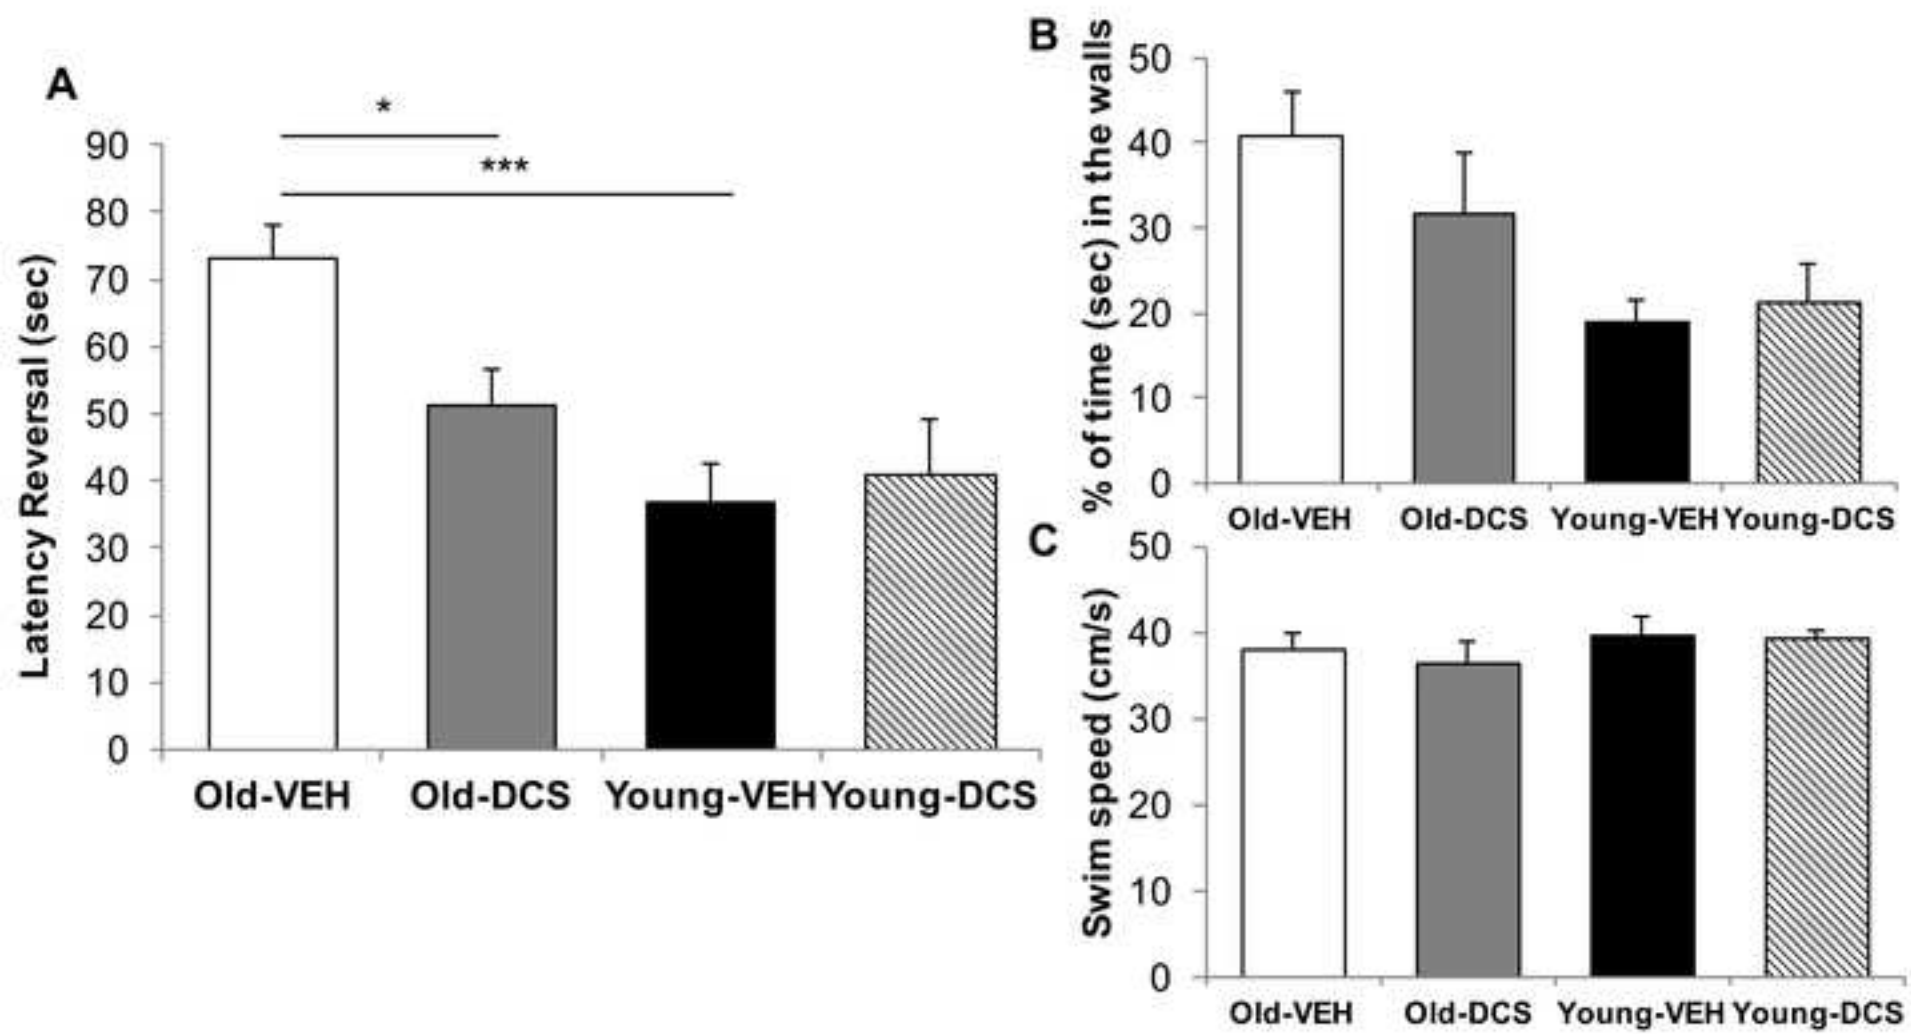 A
*
***
90
80
70
60
50
40
30
20
10
0
Latency Reversal (sec)
Old-VEH Old-DCS Young-VEH Young-DCS
B
50
40
30
20
10
0
% of time (sec) in the walls
Old-VEH Old-DCS Young-VEH Young-DCS
C
50
40
30
20
10
0
Swim speed (cm/s)
Old-VEH Old-DCS Young-VEH Young-DCS